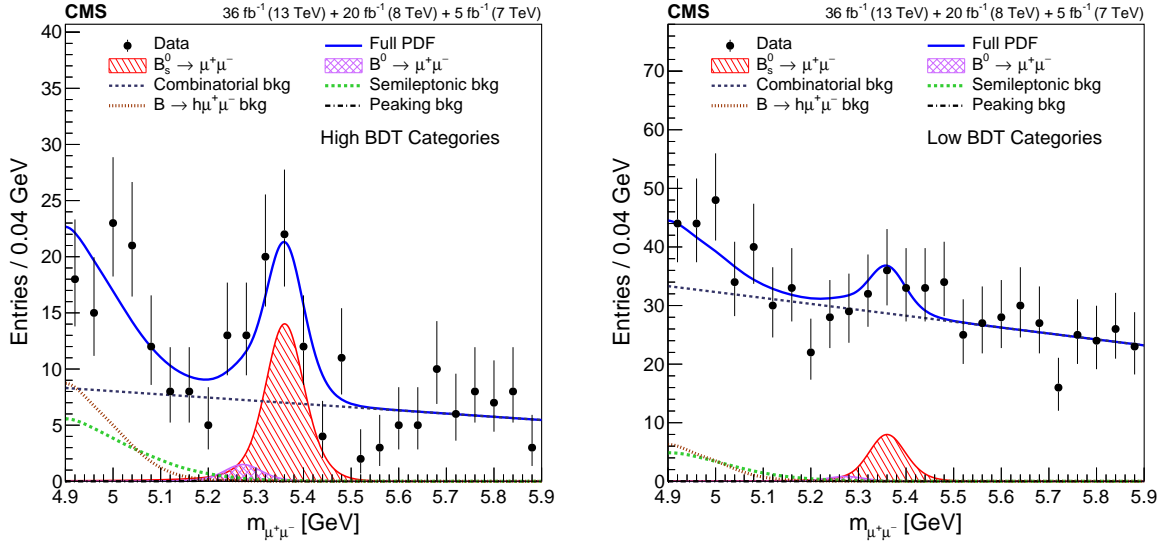 CMS 36 fb⁻¹ (13 TeV) + 20 fb⁻¹ (8 TeV) + 5 fb⁻¹ (7 TeV)
Data Full PDF
B⁰ₛ → μ⁺μ⁻ B⁰ → μ⁺μ⁻
Combinatorial bkg Semileptonic bkg
B → hμ⁺μ⁻ bkg Peaking bkg
High BDT Categories
Entries / 0.04 GeV
40
35
30
25
20
15
10
5
0
4.9 5 5.1 5.2 5.3 5.4 5.5 5.6 5.7 5.8 5.9
m_μ⁺μ⁻ [GeV]
CMS 36 fb⁻¹ (13 TeV) + 20 fb⁻¹ (8 TeV) + 5 fb⁻¹ (7 TeV)
Data Full PDF
B⁰ₛ → μ⁺μ⁻ B⁰ → μ⁺μ⁻
Combinatorial bkg Semileptonic bkg
B → hμ⁺μ⁻ bkg Peaking bkg
Low BDT Categories
Entries / 0.04 GeV
70
60
50
40
30
20
10
0
4.9 5 5.1 5.2 5.3 5.4 5.5 5.6 5.7 5.8 5.9
m_μ⁺μ⁻ [GeV]